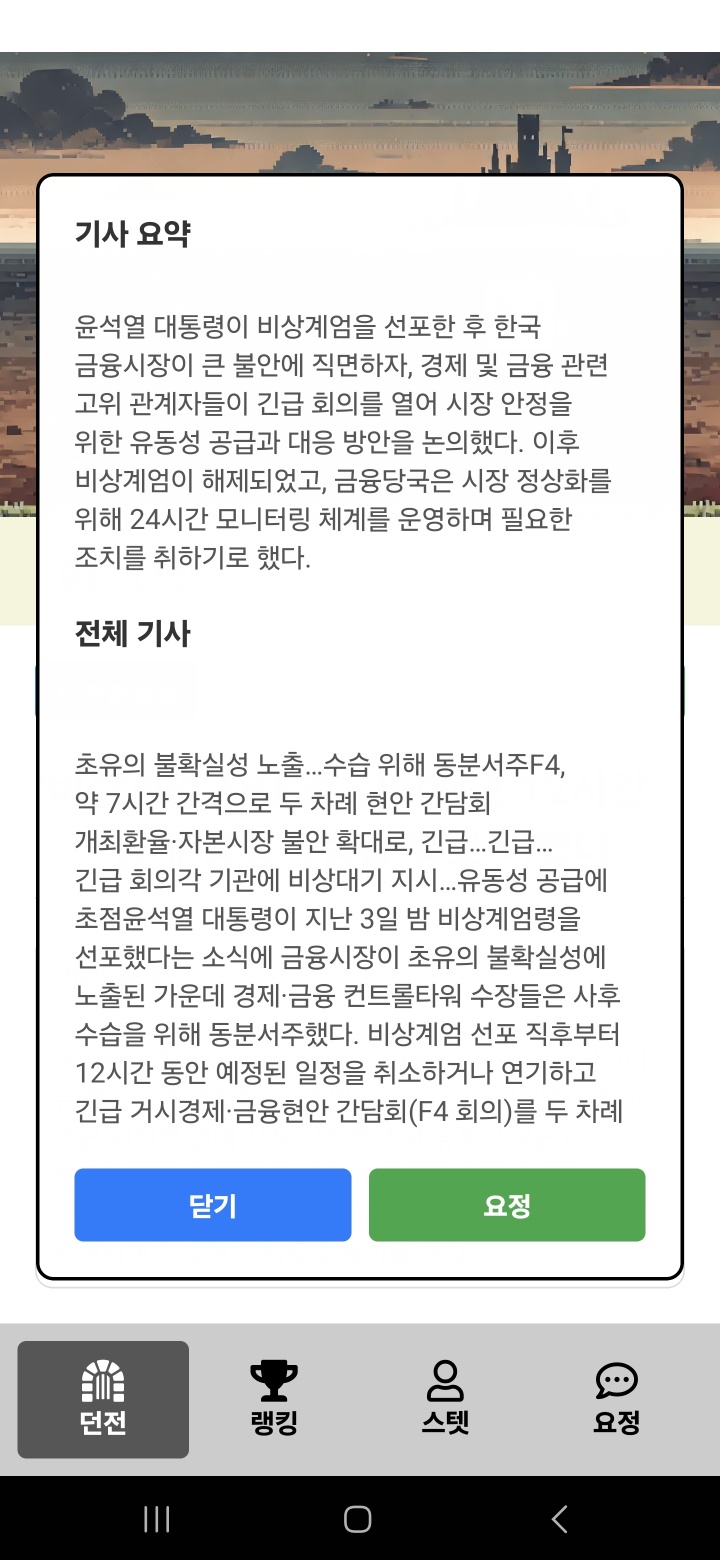 기사 요약
윤석열 대통령이 비상계엄을 선포한 후 한국
금융시장이 큰 불안에 직면하자, 경제 및 금융 관련
고위 관계자들이 긴급 회의를 열어 시장 안정을
위한 유동성 공급과 대응 방안을 논의했다. 이후
비상계엄이 해제되었고, 금융당국은 시장 정상화를
위해 24시간 모니터링 체계를 운영하며 필요한
조치를 취하기로 했다.
전체 기사
초유의 불확실성 노출...수습 위해 동분서주F4,
약 7시간 간격으로 두 차례 현안 간담회
개최환율·자본시장 불안 확대로, 긴급...긴급...
긴급 회의각 기관에 비상대기 지시...유동성 공급에
초점윤석열 대통령이 지난 3일 밤 비상계엄령을
선포했다는 소식에 금융시장이 초유의 불확실성에
노출된 가운데 경제·금융 컨트롤타워 수장들은 사후
수습을 위해 동분서주했다. 비상계엄 선포 직후부터
12시간 동안 예정된 일정을 취소하거나 연기하고
긴급 거시경제·금융현안 간담회(F4 회의)를 두 차례
닫기
요정
던전
랭킹
스텟
요정